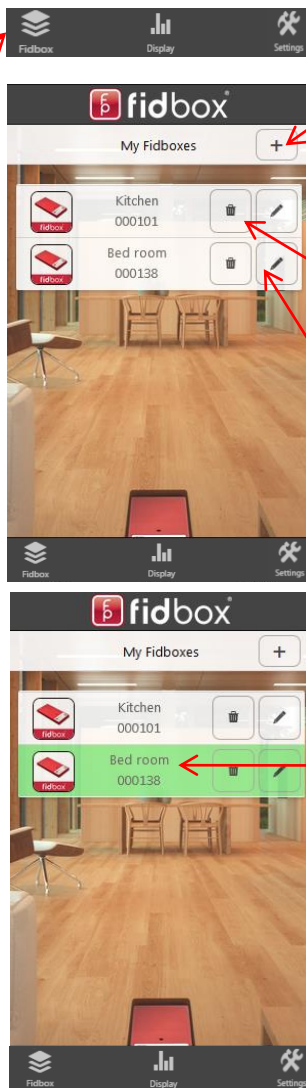 Fidbox Display Settings
fidbox
My Fidboxes +
fidbox Kitchen
000101
fidbox Bed room
000138
Fidbox Display Settings
fidbox
My Fidboxes +
fidbox Kitchen
000101
fidbox Bed room
000138
Fidbox Display Settings